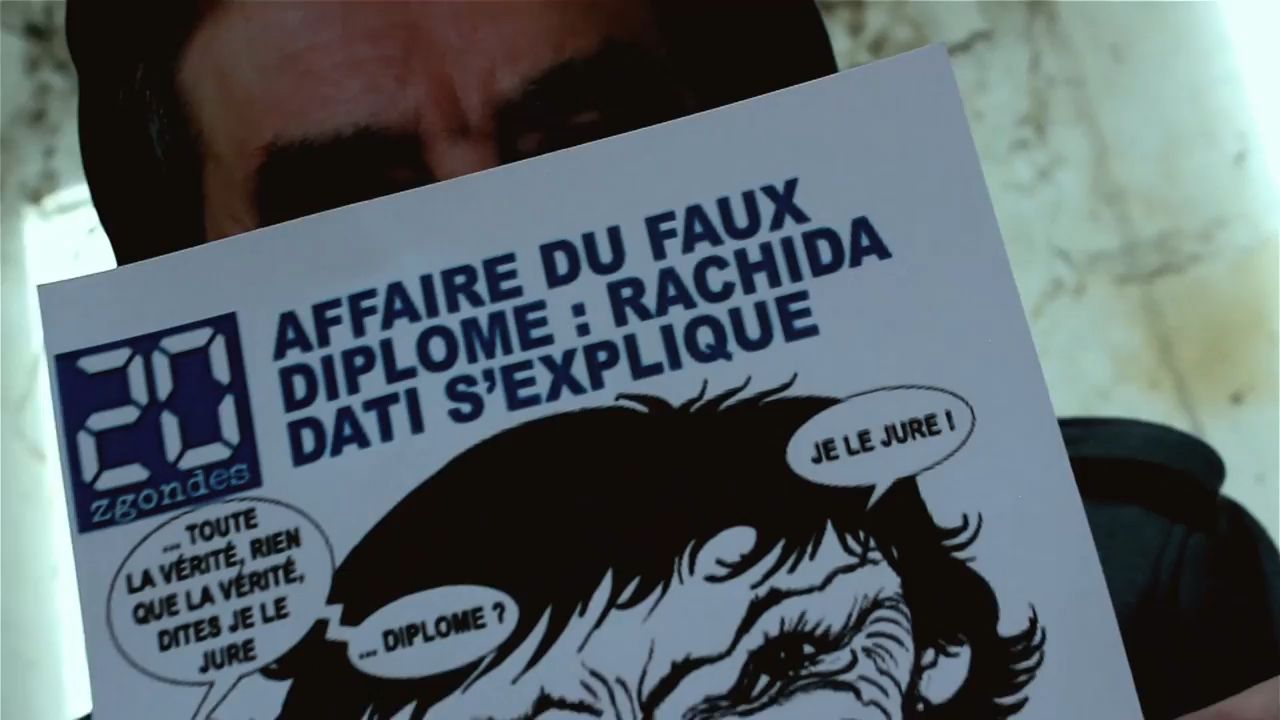 20
zgondes
AFFAIRE DU FAUX
DIPLOME : RACHIDA
DATI S'EXPLIQUE
... TOUTE
LA VÉRITÉ, RIEN
QUE LA VÉRITÉ,
DITES JE LE
JURE
... DIPLOME ?
JE LE JURE !